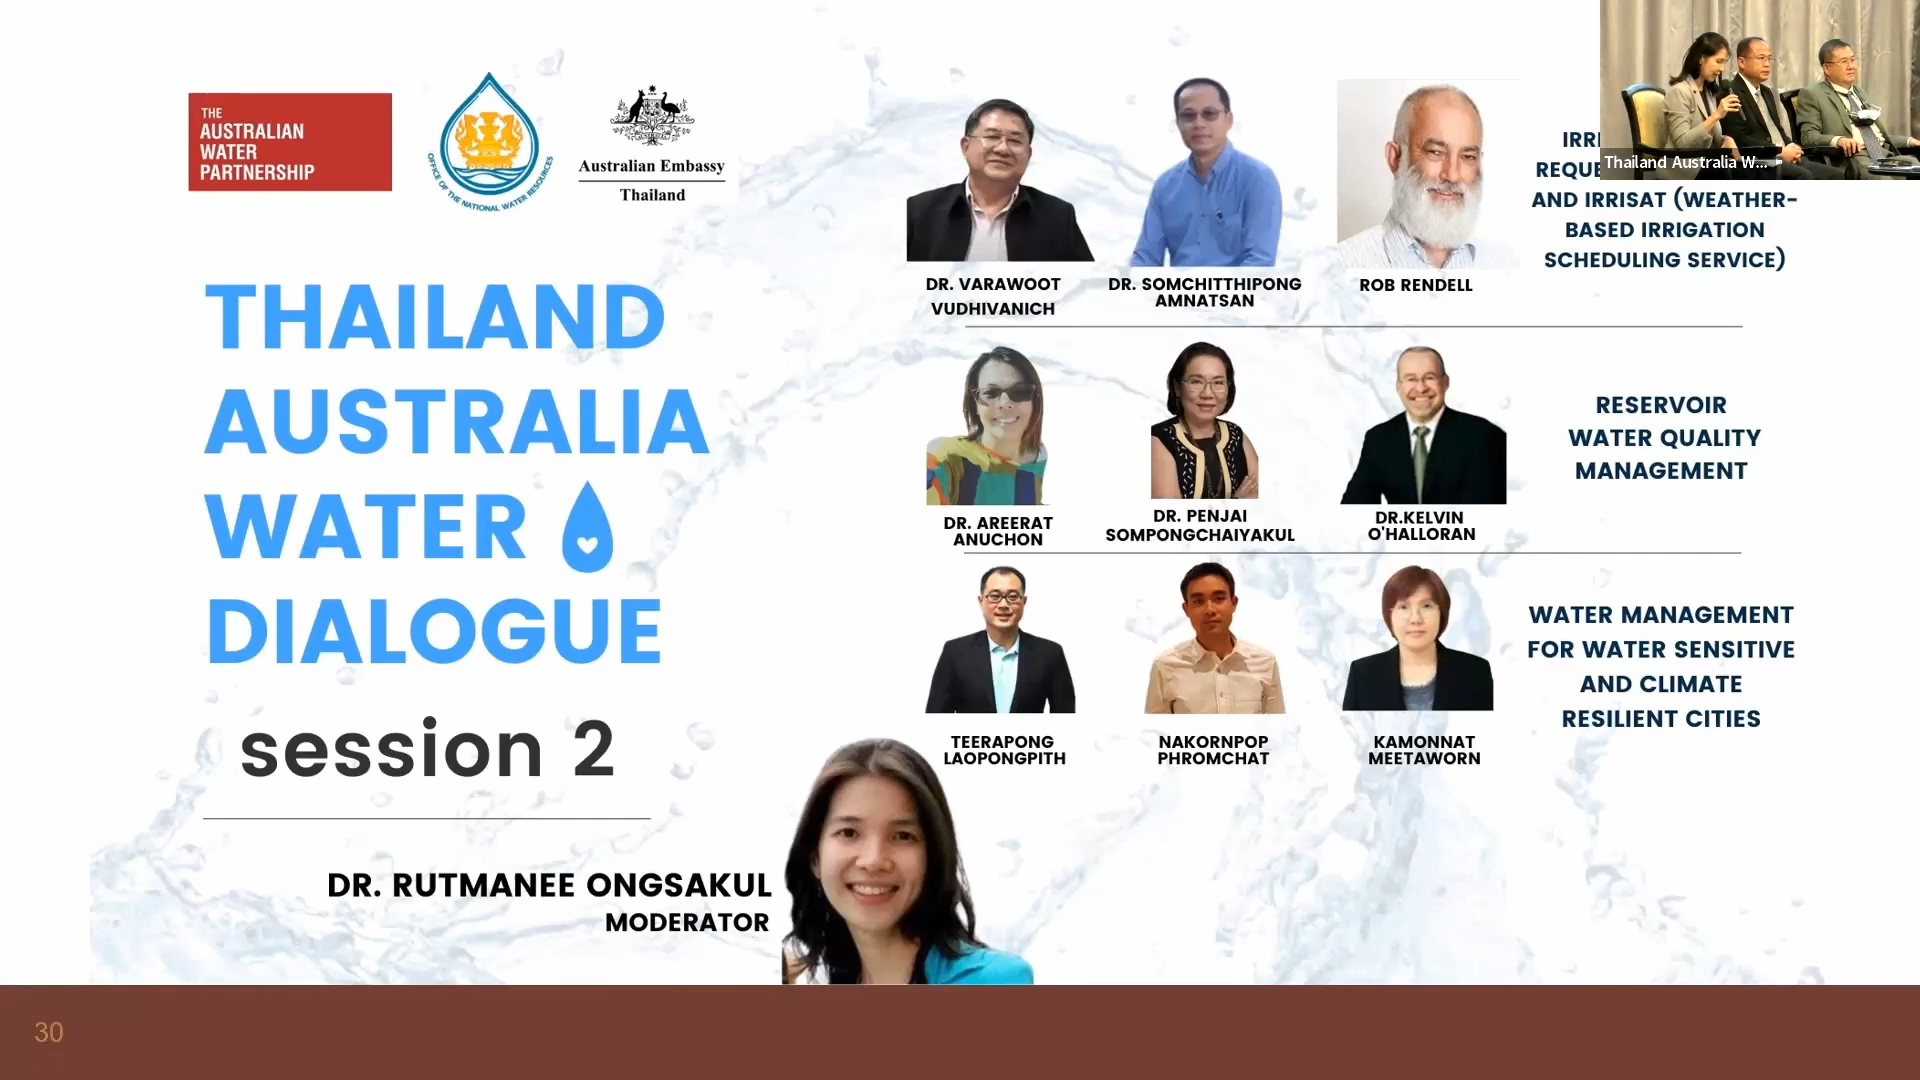 THE
AUSTRALIAN
WATER
PARTNERSHIP
OFFICE OF THE NATIONAL WATER RESOURCES
Australian Embassy
Thailand
THAILAND
AUSTRALIA
WATER
DIALOGUE
session 2
DR. RUTMANEE ONGSAKUL
MODERATOR
DR. VARAWOOT
VUDHIVANICH
DR. SOMCHITTHIPONG
AMNATSAN
ROB RENDELL
Thailand Australia W...
AND IRRISAT (WEATHER-
BASED IRRIGATION
SCHEDULING SERVICE)
DR. AREERAT
ANUCHON
DR. PENJAI
SOMPONGCHAIYAKUL
DR.KELVIN
O'HALLORAN
RESERVOIR
WATER QUALITY
MANAGEMENT
TEERAPONG
LAOPONGPITH
NAKORNPOP
PHROMCHAT
KAMONNAT
MEETAWORN
WATER MANAGEMENT
FOR WATER SENSITIVE
AND CLIMATE
RESILIENT CITIES
30